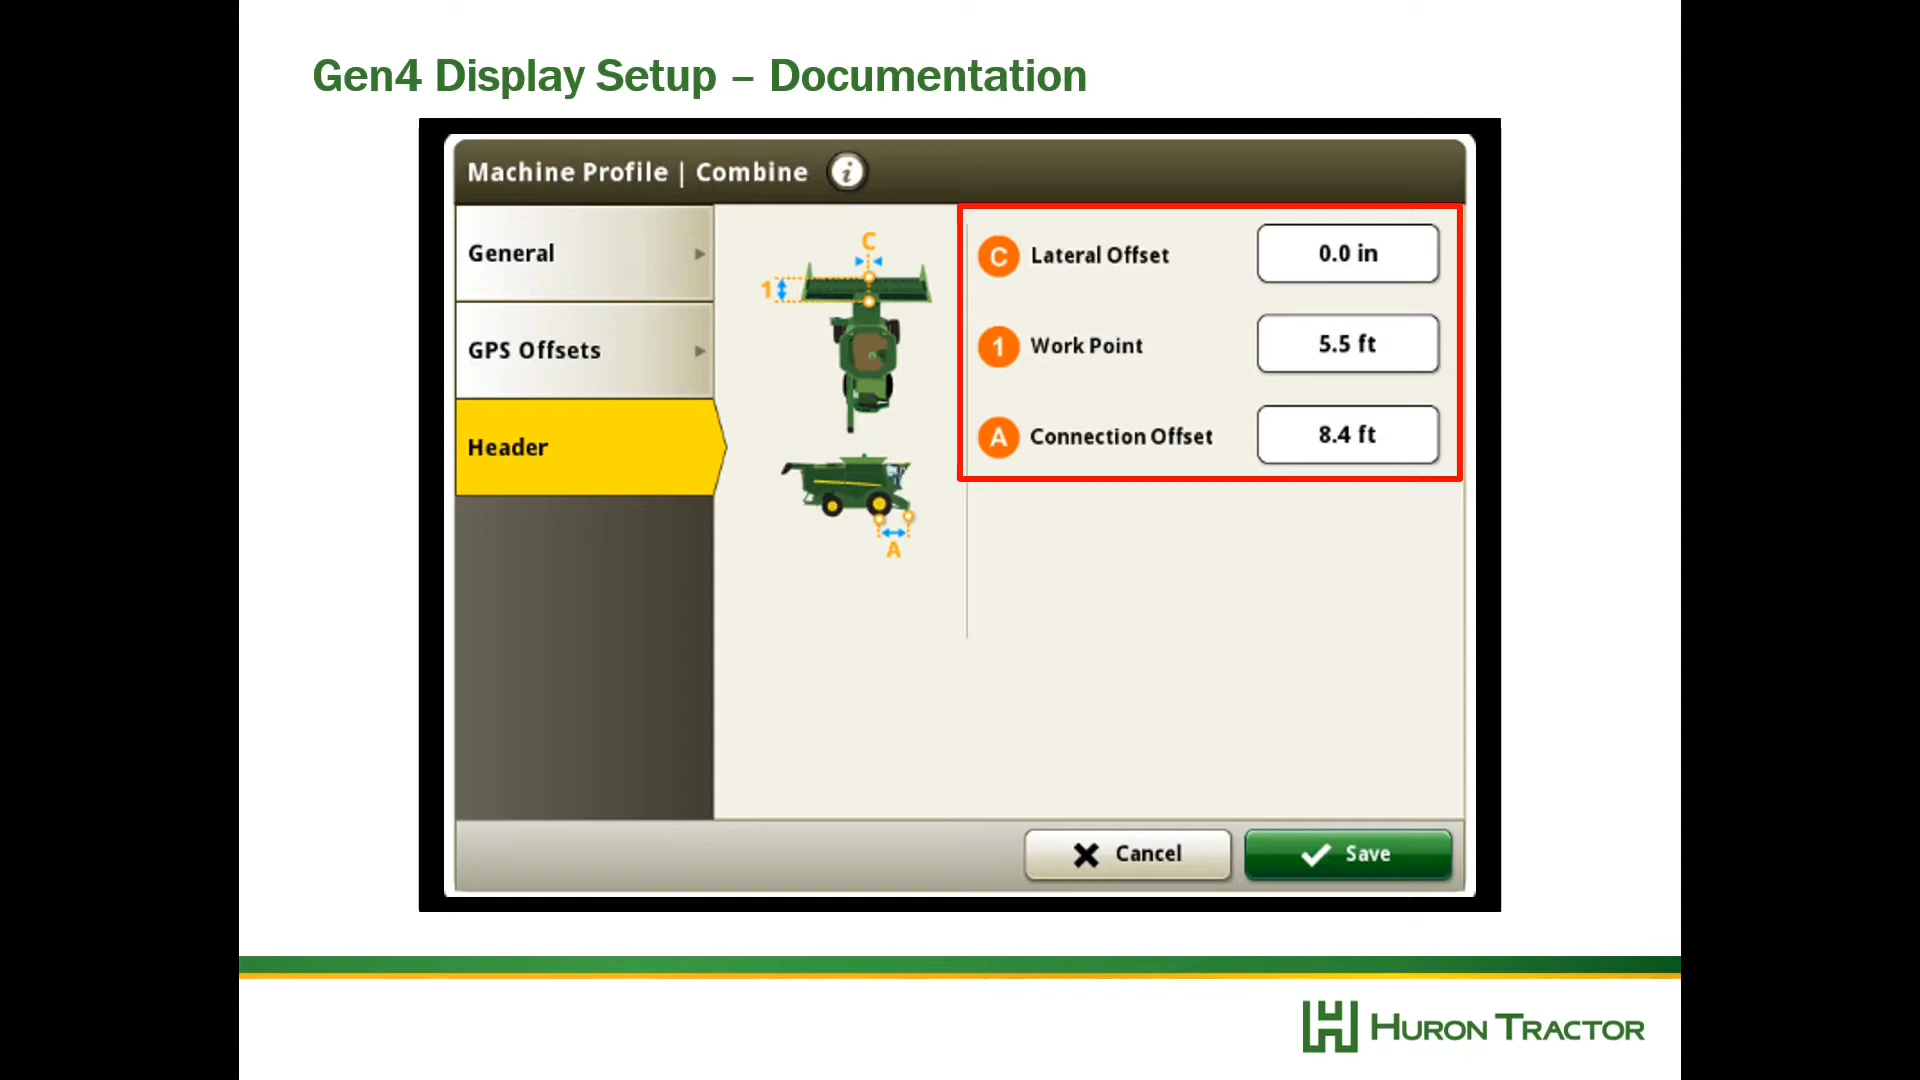 Gen4 Display Setup – Documentation
Machine Profile | Combine i
General
GPS Offsets
Header
C
1
A
C Lateral Offset 0.0 in
1 Work Point 5.5 ft
A Connection Offset 8.4 ft
Cancel
Save
HURON TRACTOR